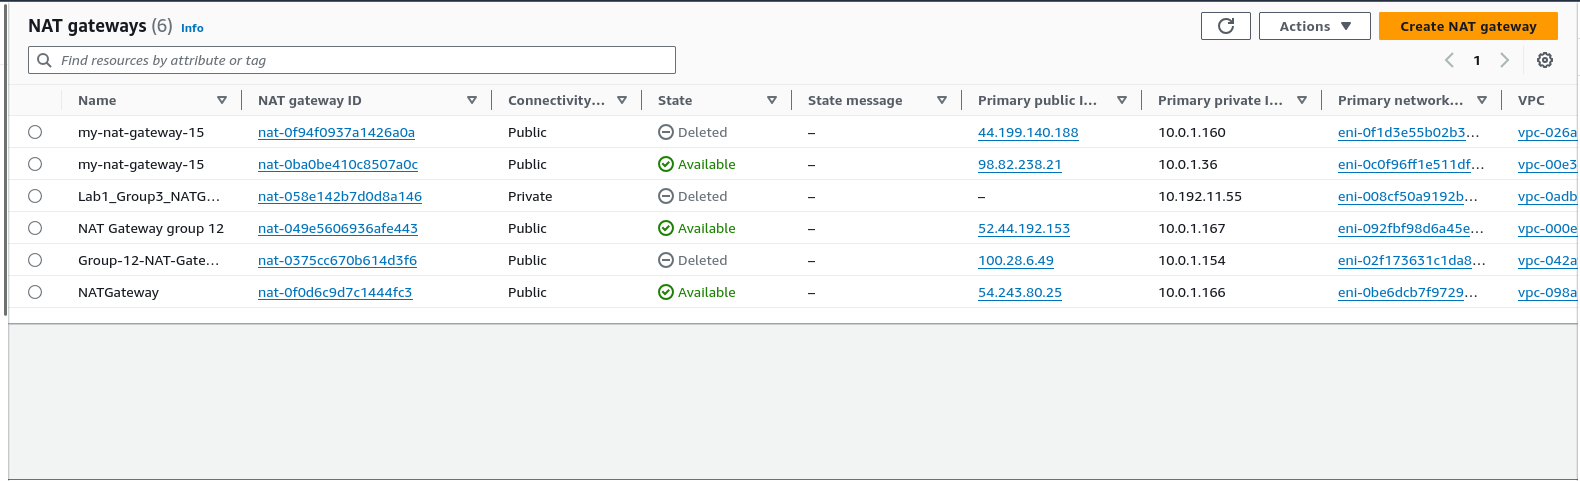 NAT gateways (6) Info
Actions
Create NAT gateway
Find resources by attribute or tag
1
Name NAT gateway ID Connectivity... State State message Primary public I... Primary private I... Primary network... VPC
my-nat-gateway-15 nat-0f94f0937a1426a0a Public Deleted – 44.199.140.188 10.0.1.160 eni-0f1d3e55b02b3... vpc-026a
my-nat-gateway-15 nat-0ba0be410c8507a0c Public Available – 98.82.238.21 10.0.1.36 eni-0c0f96ff1e511df... vpc-00e3
Lab1_Group3_NATG... nat-058e142b7d0d8a146 Private Deleted – – 10.192.11.55 eni-008cf50a9192b... vpc-0adb
NAT Gateway group 12 nat-049e5606936afe443 Public Available – 52.44.192.153 10.0.1.167 eni-092fbf98d6a45e... vpc-000e
Group-12-NAT-Gate... nat-0375cc670b614d3f6 Public Deleted – 100.28.6.49 10.0.1.154 eni-02f173631c1da8... vpc-042a
NATGateway nat-0f0d6c9d7c1444fc3 Public Available – 54.243.80.25 10.0.1.166 eni-0be6dcb7f9729... vpc-098a